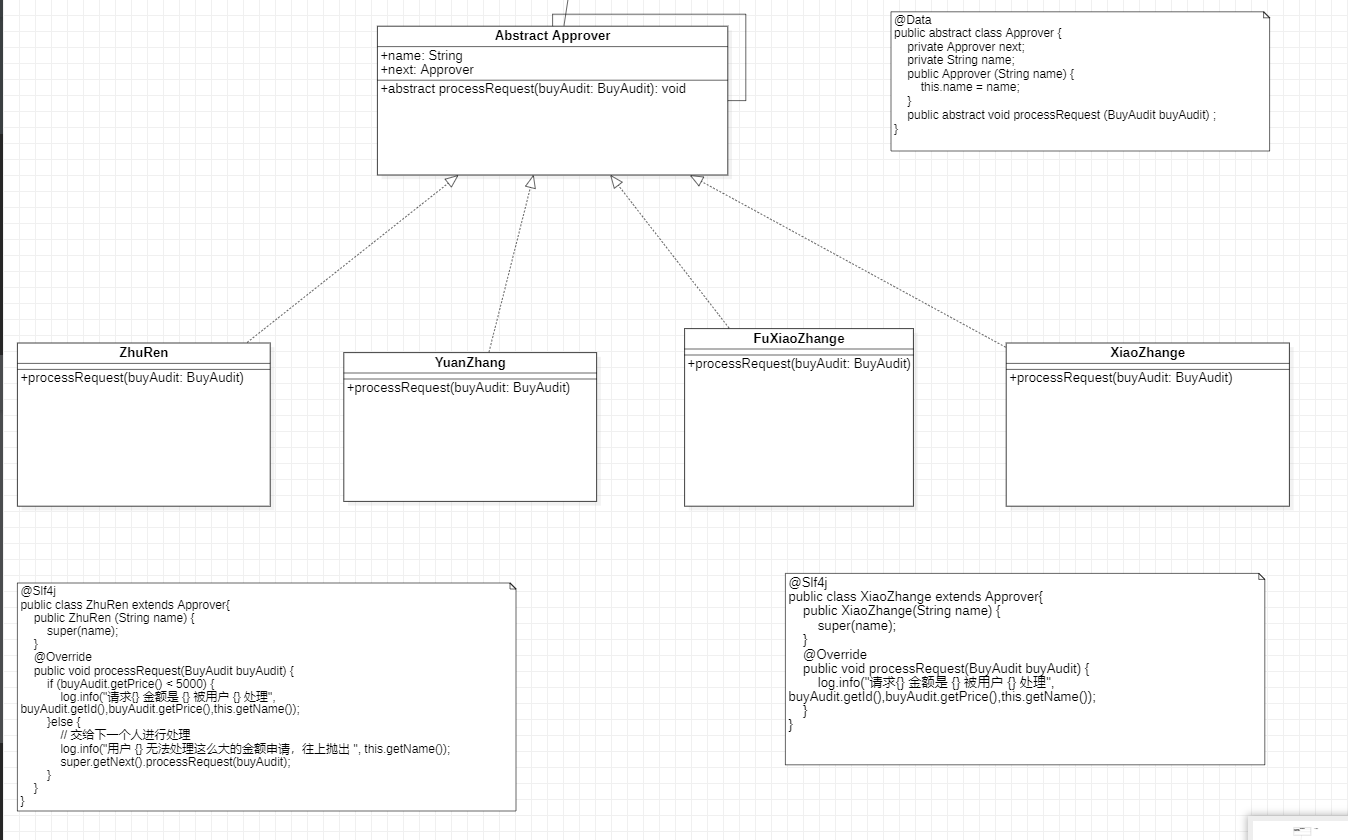 Abstract Approver
+name: String
+next: Approver
+abstract processRequest(buyAudit: BuyAudit): void
@Data
public abstract class Approver {
private Approver next;
private String name;
public Approver (String name) {
this.name = name;
}
public abstract void processRequest (BuyAudit buyAudit) ;
}
ZhuRen
+processRequest(buyAudit: BuyAudit)
YuanZhang
+processRequest(buyAudit: BuyAudit)
FuXiaoZhange
+processRequest(buyAudit: BuyAudit)
XiaoZhange
+processRequest(buyAudit: BuyAudit)
@Slf4j
public class ZhuRen extends Approver{
public ZhuRen (String name) {
super(name);
}
@Override
public void processRequest(BuyAudit buyAudit) {
if (buyAudit.getPrice() < 5000) {
log.info("请求{} 金额是 {} 被用户 {} 处理",
buyAudit.getId(),buyAudit.getPrice(),this.getName());
}else {
// 交给下一个人进行处理
log.info("用户 {} 无法处理这么大的金额申请，往上抛出 ", this.getName());
super.getNext().processRequest(buyAudit);
}
}
}
@Slf4j
public class XiaoZhange extends Approver{
public XiaoZhange(String name) {
super(name);
}
@Override
public void processRequest(BuyAudit buyAudit) {
log.info("请求{} 金额是 {} 被用户 {} 处理",
buyAudit.getId(),buyAudit.getPrice(),this.getName());
}
}